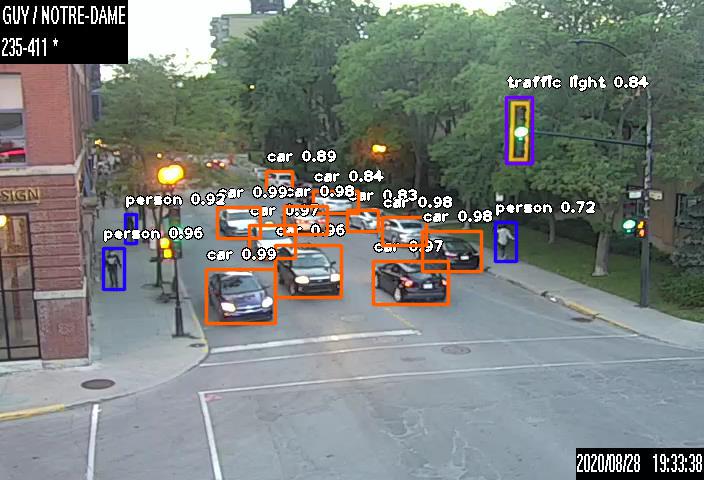 GUY / NOTRE-DAME
235-411 *
traffic light 0.84
car 0.89
car 0.84
car 0.99
car 0.98
car 0.83
person 0.92
car 0.98
person 0.72
car 0.97
car 0.98
person 0.96
car 0.96
car 0.99
car 0.97
SIGN
2020/08/28 19:33:38